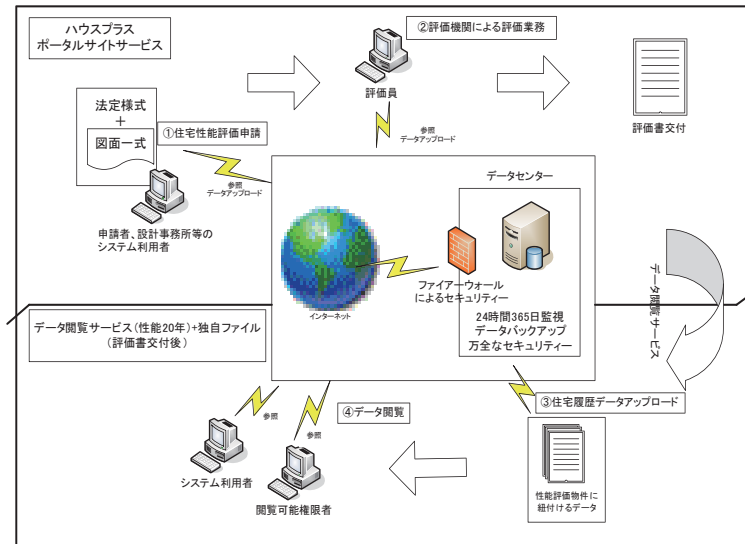 ハウスプラス
ポータルサイトサービス
②評価機関による評価業務
評価員
評価書交付
法定様式
＋
図面一式
①住宅性能評価申請
参照
データアップロード
参照
データアップロード
申請者、設計事務所等の
システム利用者
データセンター
ファイアーウォール
によるセキュリティー
インターネット
24時間365日監視
データバックアップ
万全なセキュリティー
データ閲覧サービス
データ閲覧サービス（性能20年）+独自ファイル
（評価書交付後）
③住宅履歴データアップロード
④データ閲覧
参照
参照
システム利用者
閲覧可能権限者
性能評価物件に
紐付けるデータ